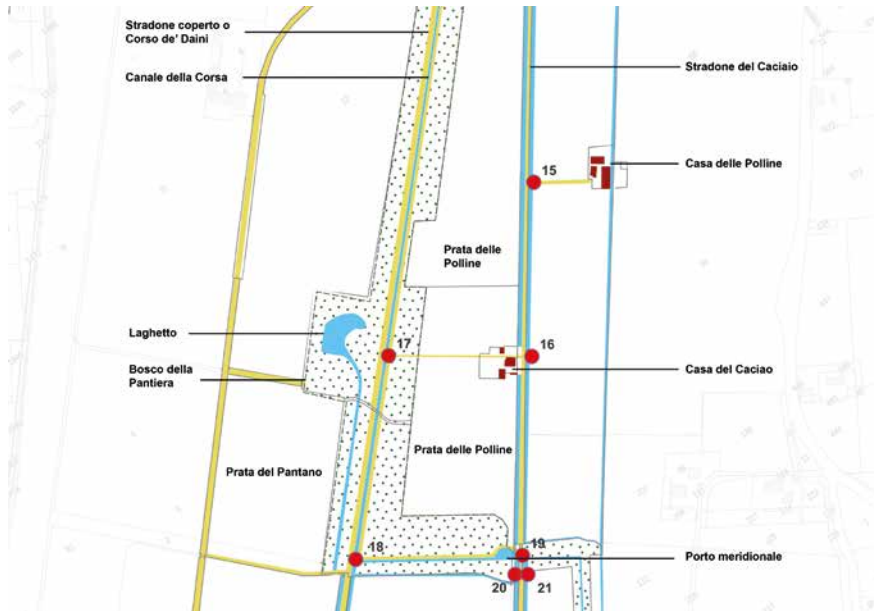 Stradone coperto o
Corso de' Daini
Canale della Corsa
Stradone del Caciaio
15
Casa delle Polline
Prata delle
Polline
Laghetto
17
16
Bosco della
Pantiera
Casa del Caciao
Prata del Pantano
Prata delle Polline
18
19
Porto meridionale
20
21